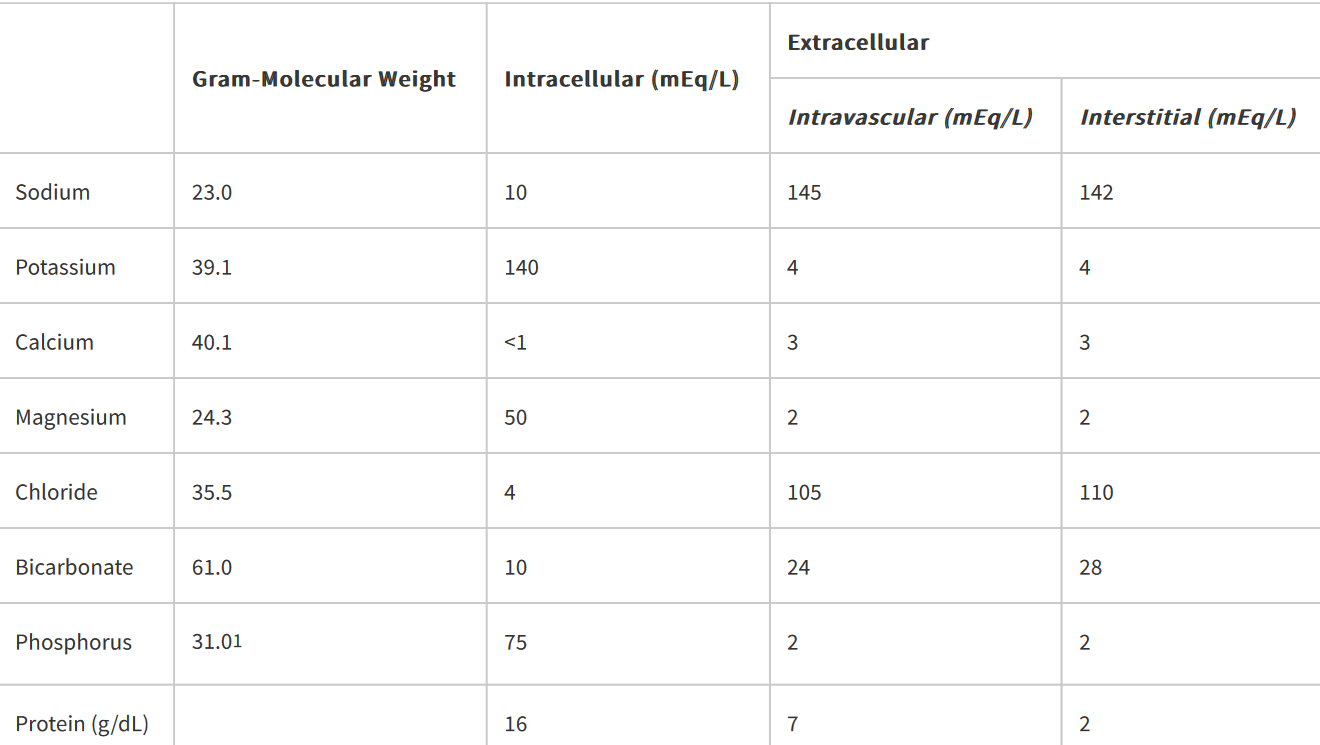 Extracellular
Gram-Molecular Weight Intracellular (mEq/L)
Intravascular (mEq/L) Interstitial (mEq/L)
Sodium 23.0 10 145 142
Potassium 39.1 140 4 4
Calcium 40.1 <1 3 3
Magnesium 24.3 50 2 2
Chloride 35.5 4 105 110
Bicarbonate 61.0 10 24 28
Phosphorus 31.01 75 2 2
Protein (g/dL) 16 7 2